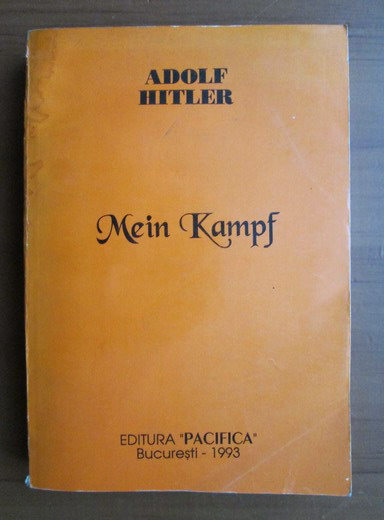 ADOLF
HITLER
Mein Kampf
EDITURA "PACIFICA"
București - 1993